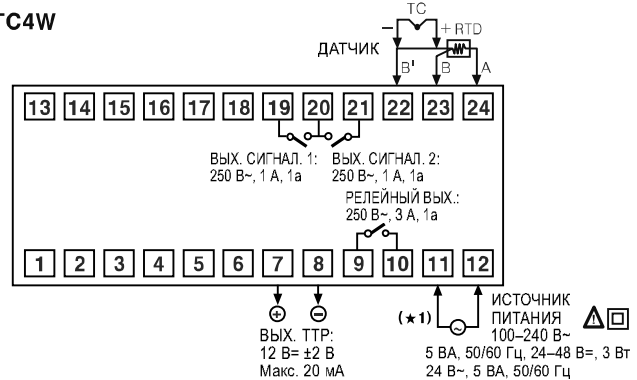 TC4W
TC
− + RTD
ДАТЧИК
B' B A
13 14 15 16 17 18 19 20 21 22 23 24
ВЫХ. СИГНАЛ. 1: ВЫХ. СИГНАЛ. 2:
250 В~, 1 А, 1a 250 В~, 1 А, 1a
РЕЛЕЙНЫЙ ВЫХ.:
250 В~, 3 А, 1a
1 2 3 4 5 6 7 8 9 10 11 12
+ −
ВЫХ. ТТР:
12 В= ±2 В
Макс. 20 мА
(★1) ~
ИСТОЧНИК
ПИТАНИЯ
100–240 В~
5 ВА, 50/60 Гц, 24–48 В=, 3 Вт
24 В~, 5 ВА, 50/60 Гц